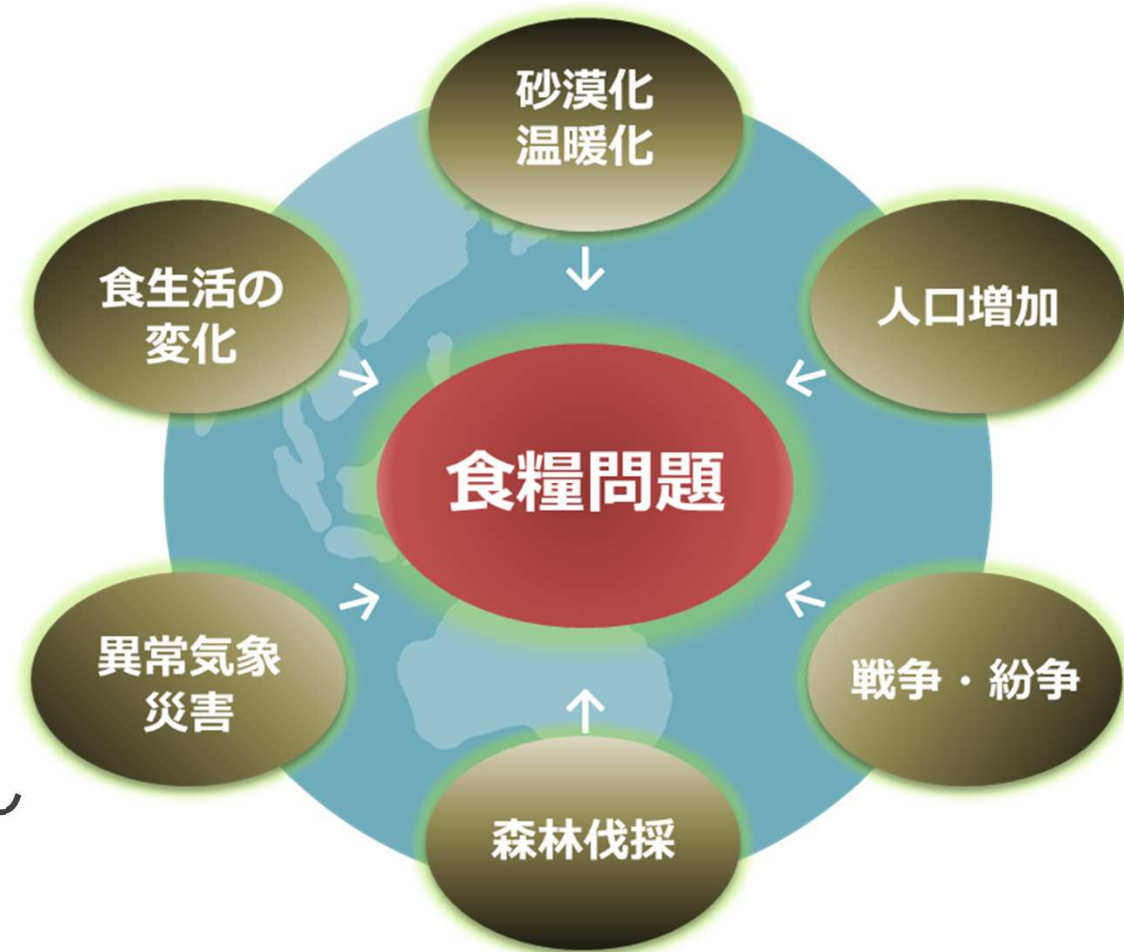 砂漠化
温暖化
食生活の
変化
人口増加
食糧問題
異常気象
災害
戦争・紛争
森林伐採